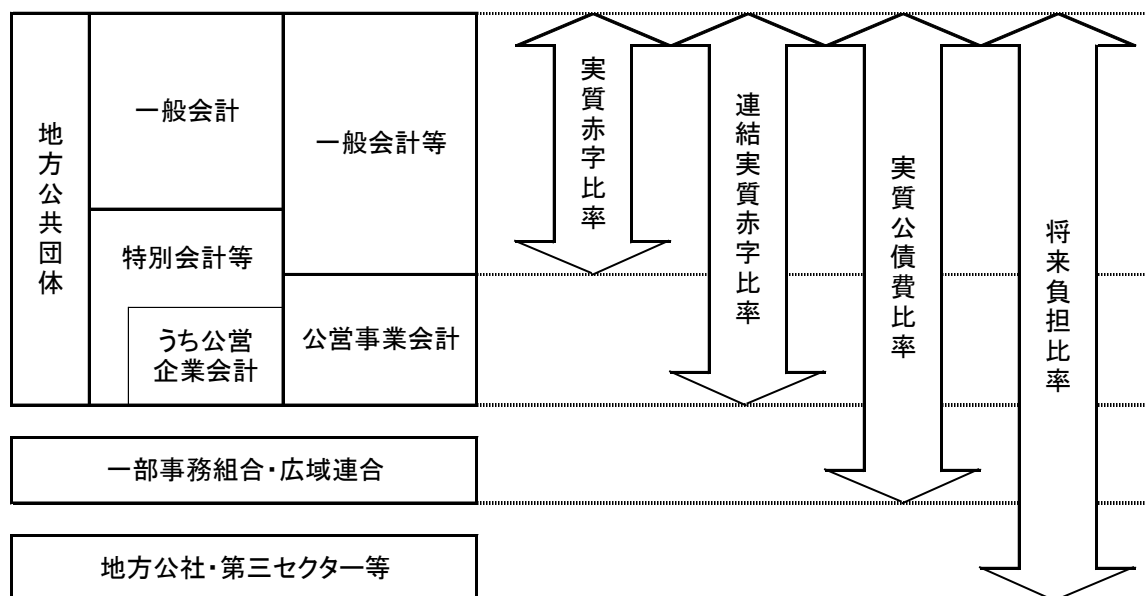 地方公共団体
一般会計
特別会計等
うち公営
企業会計
一般会計等
公営事業会計
実質赤字比率
連結実質赤字比率
実質公債費比率
将来負担比率
一部事務組合・広域連合
地方公社・第三セクター等